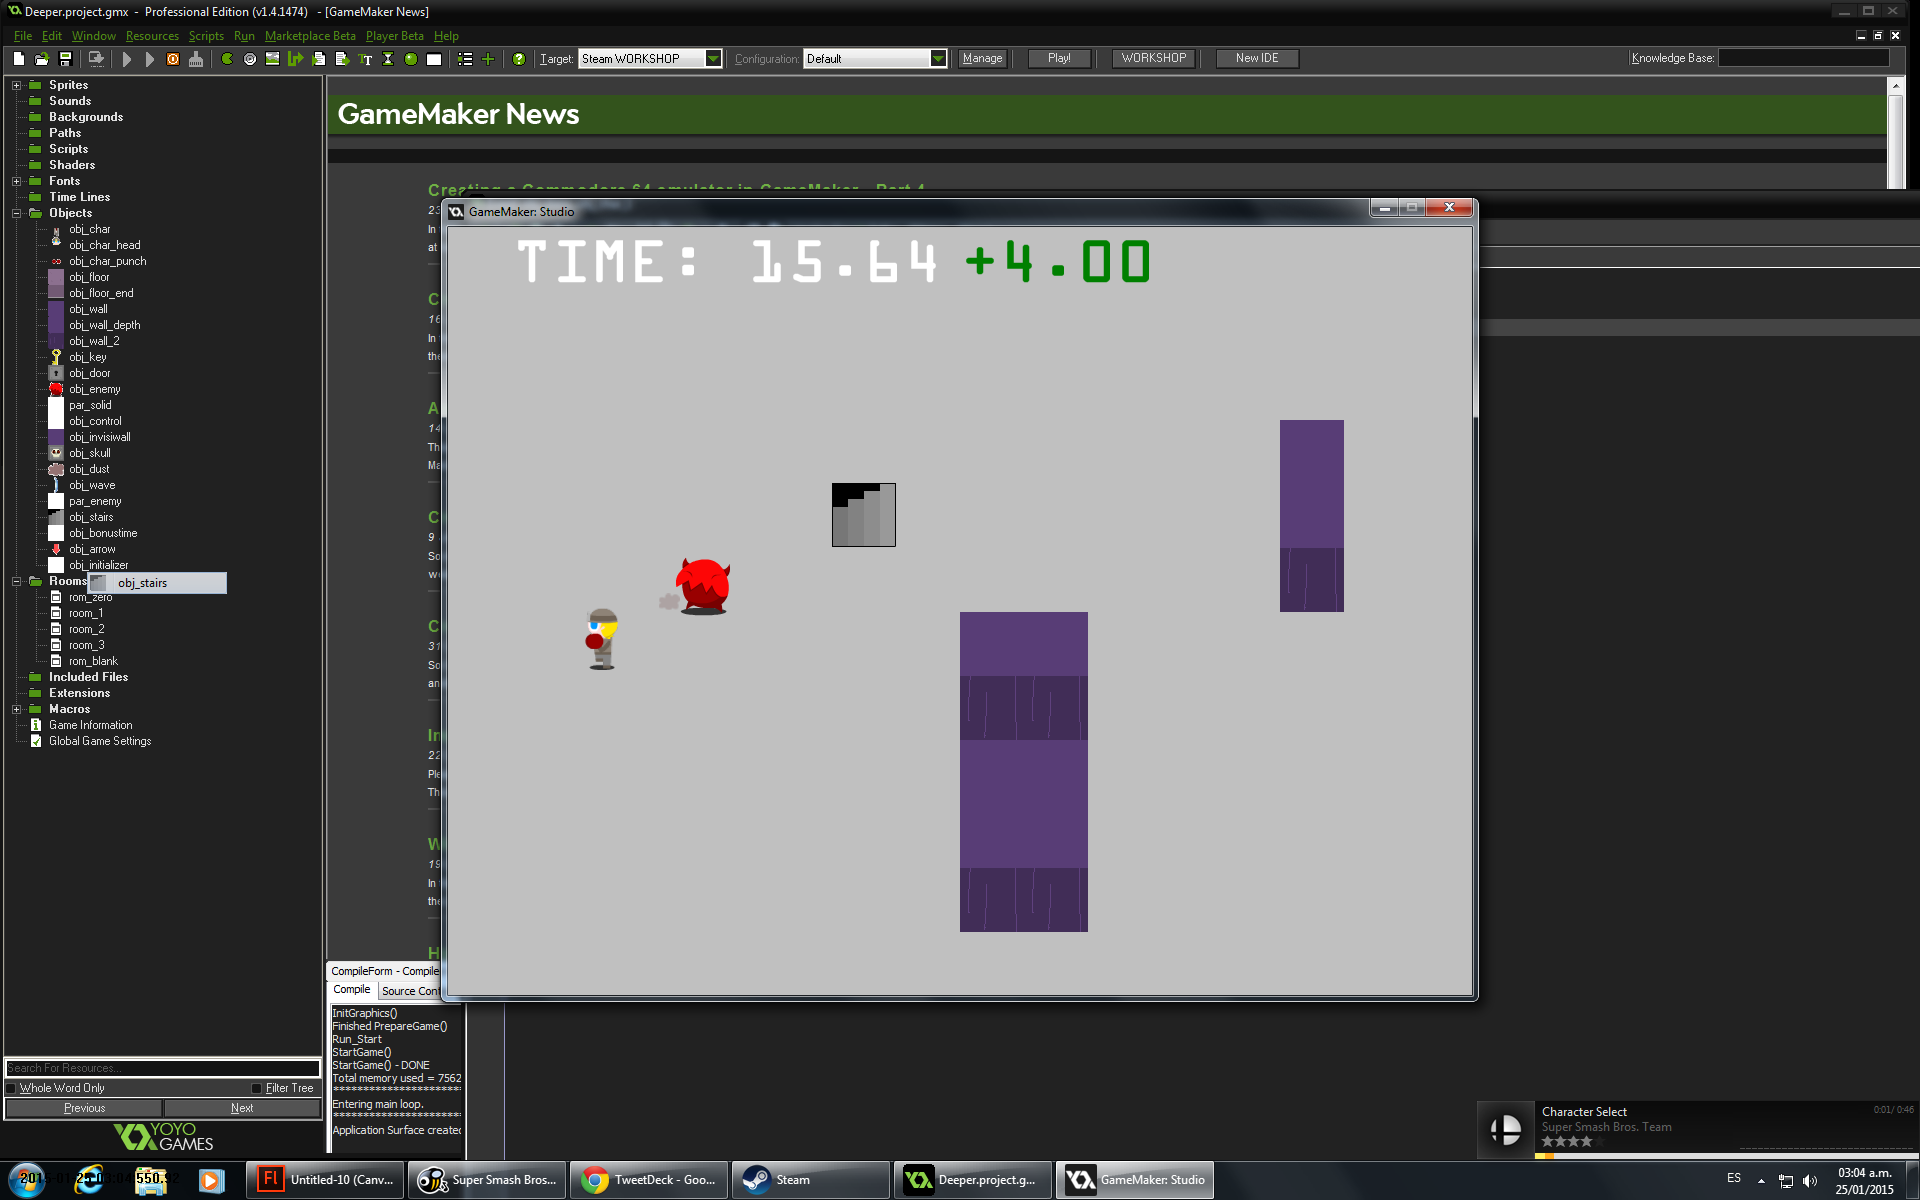 Deeper.project.gmx - Professional Edition (v1.4.1474) - [GameMaker News]
File Edit Window Resources Scripts Run Marketplace Beta Player Beta Help
Target: Steam WORKSHOP Configuration: Default Manage Play! WORKSHOP New IDE Knowledge Base:
Sprites
Sounds
Backgrounds
Paths
Scripts
Shaders
Fonts
Time Lines
Objects
obj_char
obj_char_head
obj_char_punch
obj_floor
obj_floor_end
obj_wall
obj_wall_depth
obj_wall_2
obj_key
obj_door
obj_enemy
par_solid
obj_control
obj_invisiwall
obj_skull
obj_dust
obj_wave
par_enemy
obj_stairs
obj_bonustime
obj_arrow
obj_initializer
Rooms
obj_stairs
rom_zero
room_1
room_2
room_3
rom_blank
Included Files
Extensions
Macros
Game Information
Global Game Settings
Search For Resources...
Whole Word Only Filter Tree
Previous Next
YOYO
GAMES
GameMaker News
Creating a Commodore 64 emulator in GameMaker - Part 4
GameMaker: Studio
TIME: 15.64 +4.00
CompileForm - Compile
Compile Source Cont
InitGraphics()
Finished PrepareGame()
Run_Start
StartGame()
StartGame() - DONE
Total memory used = 7562
***********************
Entering main loop.
***********************
Application Surface created
Character Select 0:01/ 0:46
Super Smash Bros. Team
Untitled-10 (Canv...
Super Smash Bros...
TweetDeck - Goo...
Steam
Deeper.project.g...
GameMaker: Studio
ES
03:04 a.m.
25/01/2015